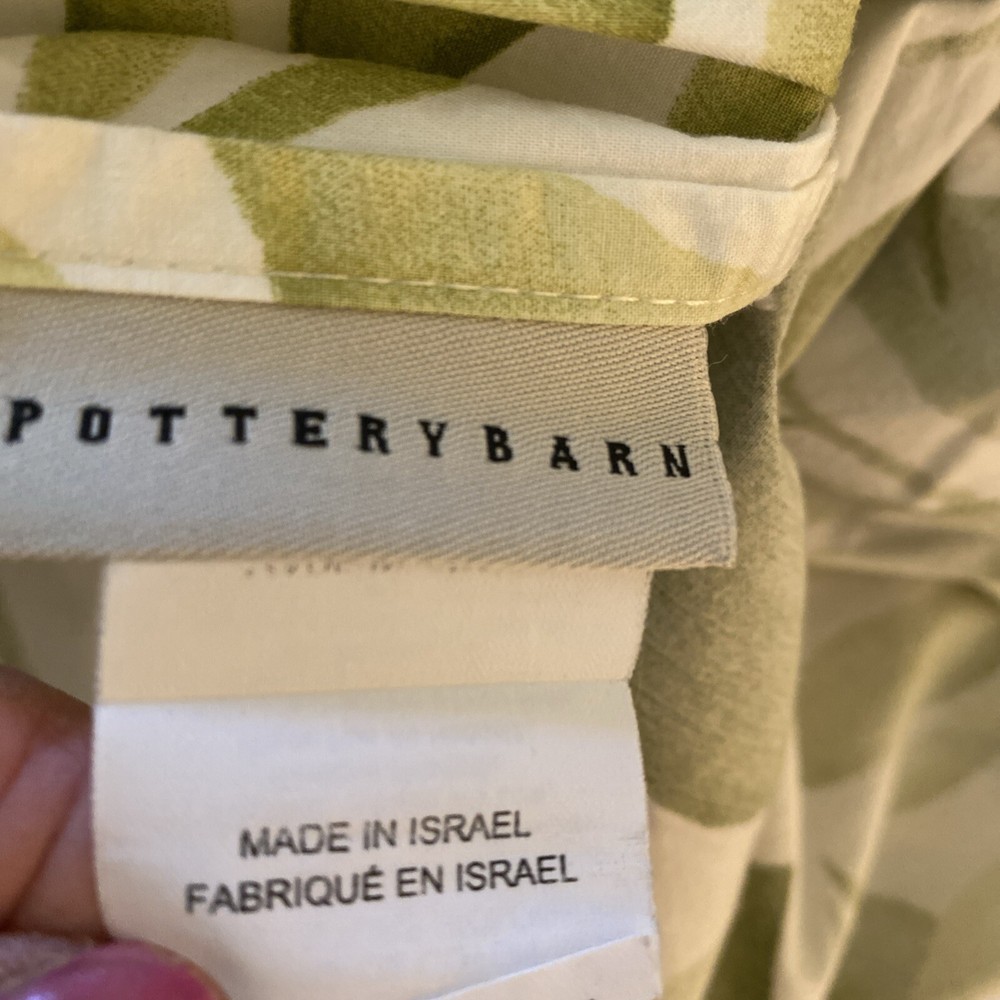 POTTERYBARN
MADE IN ISRAEL
FABRIQUÉ EN ISRAEL